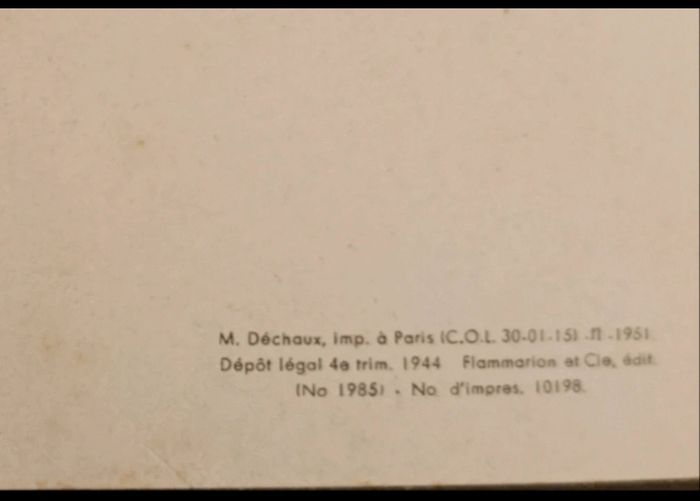 M. Déchaux, imp. à Paris (C.O.L. 30-01-15) - 11 -1951
Dépôt légal 4e trim. 1944 Flammarion et Cie, édit.
(No 1985) - No d'impres. 10198.